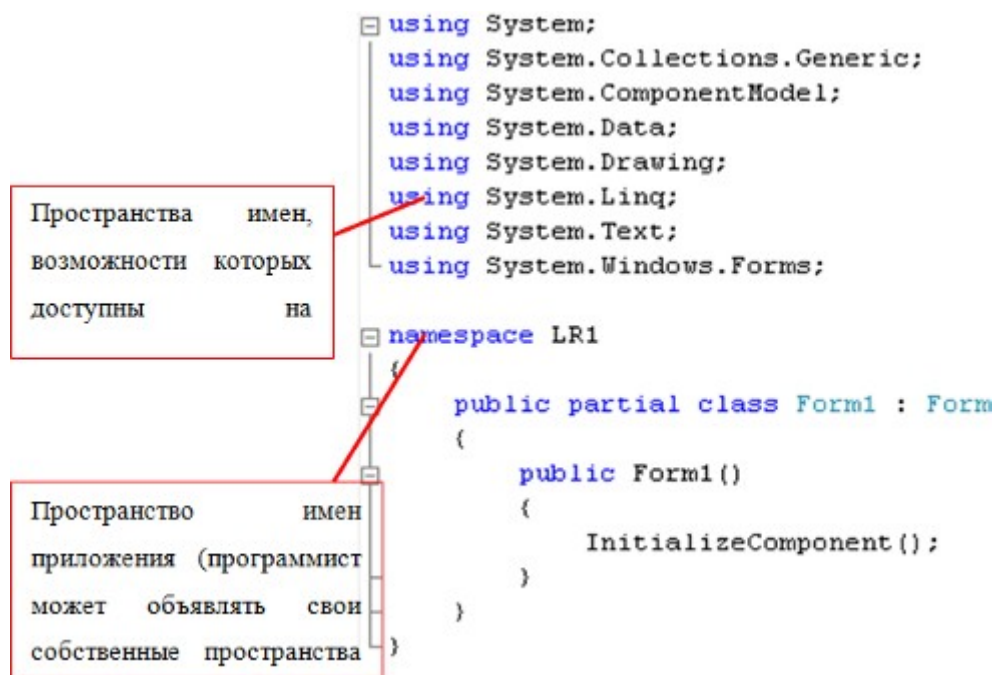 using System;
using System.Collections.Generic;
using System.ComponentModel;
using System.Data;
using System.Drawing;
using System.Linq;
using System.Text;
using System.Windows.Forms;
Пространства имен,
возможности которых
доступны на
namespace LR1
{
public partial class Form1 : Form
{
public Form1()
{
InitializeComponent();
}
}
}
Пространство имен
приложения (программист
может объявлять свои
собственные пространства